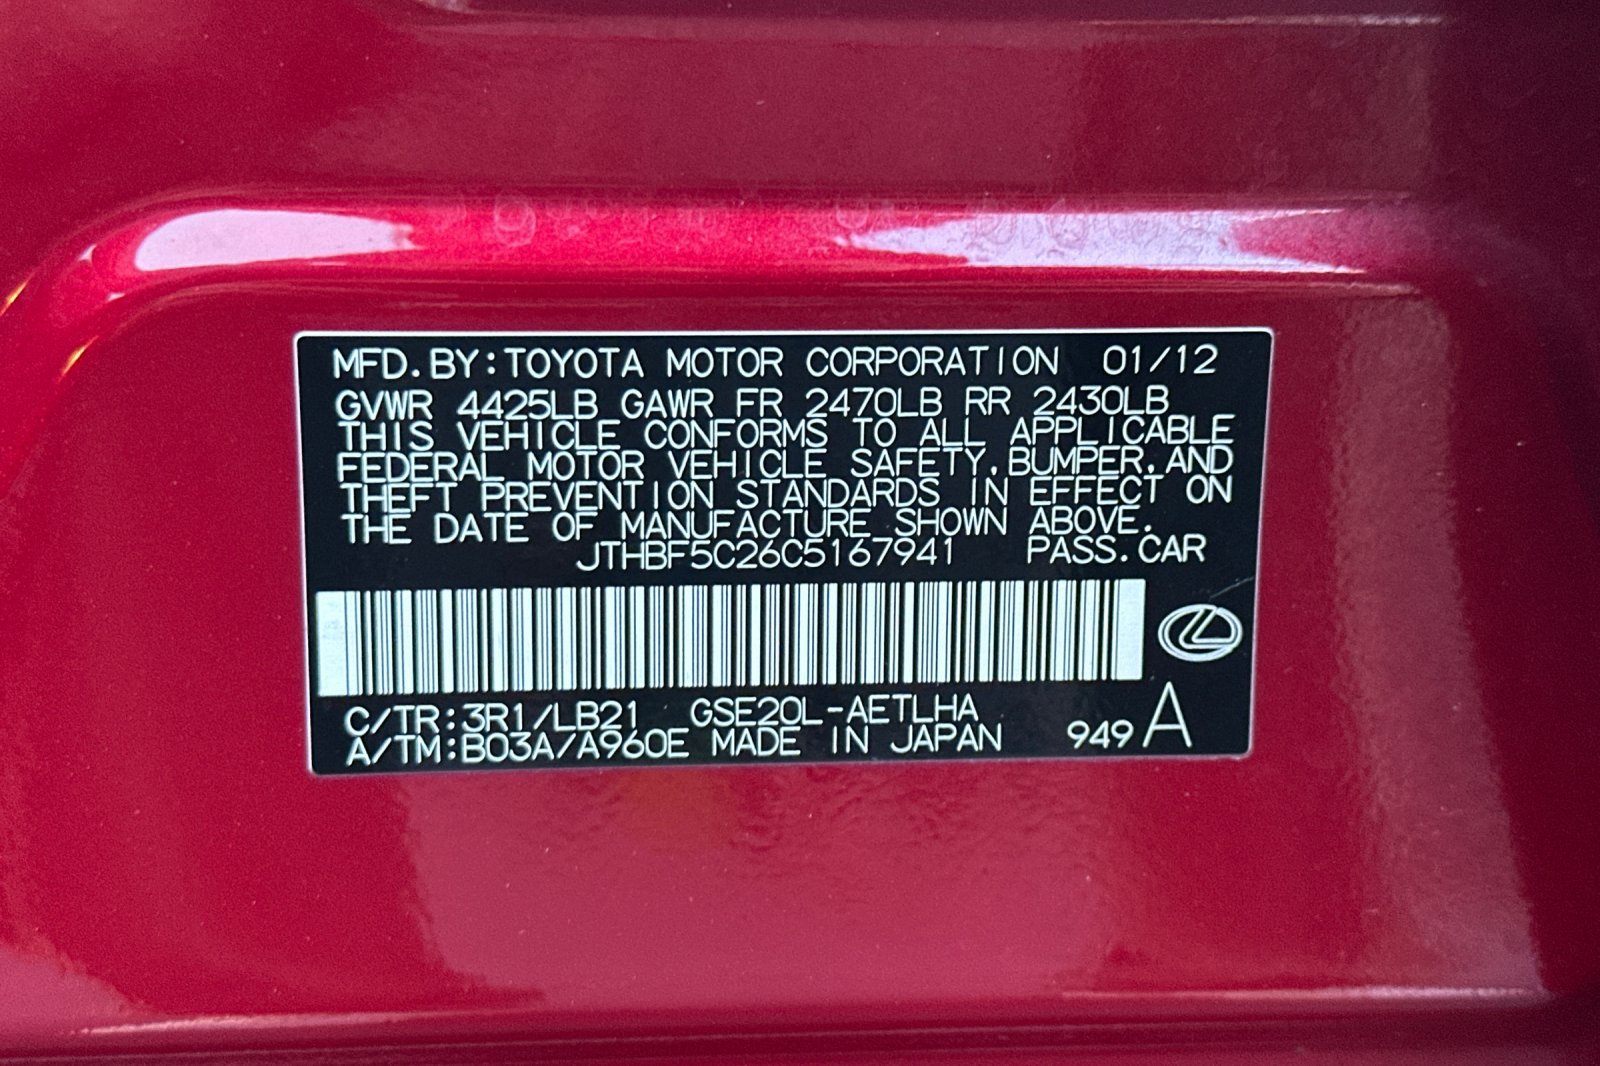 MFD.BY:TOYOTA MOTOR CORPORATION 01/12
GVWR 4425LB GAWR FR 2470LB RR 2430LB
THIS VEHICLE CONFORMS TO ALL APPLICABLE
FEDERAL MOTOR VEHICLE SAFETY,BUMPER,AND
THEFT PREVENTION STANDARDS IN EFFECT ON
THE DATE OF MANUFACTURE SHOWN ABOVE.
JTHBF5C26C5167941 PASS.CAR
C/TR:3R1/LB21 GSE20L-AETLHA
A/TM:B03A/A960E MADE IN JAPAN 949 A